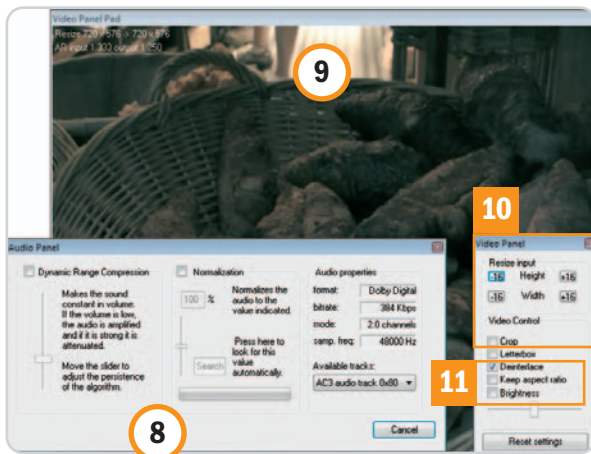 Video Panel Pad
Resize 720 x 576 -> 720 x 576
AR input 1.333 output 1.250
9
10
Audio Panel
Dynamic Range Compression
Makes the sound
constant in volume.
If the volume is low,
the audio is amplified
and if it is strong it is
attenuated.
Move the slider to
adjust the persistence
of the algorithm.
Normalization
100 %
Normalizes the
audio to the
value indicated.
Press here to
look for this
value
automatically.
Search
Audio properties
format: Dolby Digital
bitrate: 384 Kbps
mode: 2.0 channels
samp. freq: 48000 Hz
Available tracks:
AC3 audio track 0x80
Cancel
8
Video Panel
Resize input
-16 Height +16
-16 Width +16
Video Control
Crop
Letterbox
11
Deinterlace
Keep aspect ratio
Brightness
Reset settings